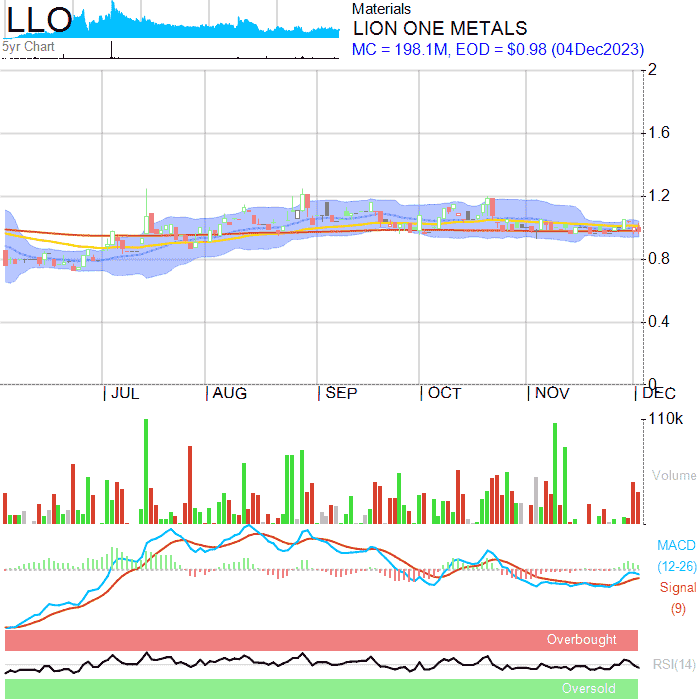 LLO
5yr Chart
Materials
LION ONE METALS
MC = 198.1M, EOD = $0.98 (04Dec2023)
2
1.6
1.2
0.8
0.4
0
JUL AUG SEP OCT NOV DEC
110k
Volume
MACD
(12-26)
Signal
(9)
Overbought
RSI(14)
Oversold